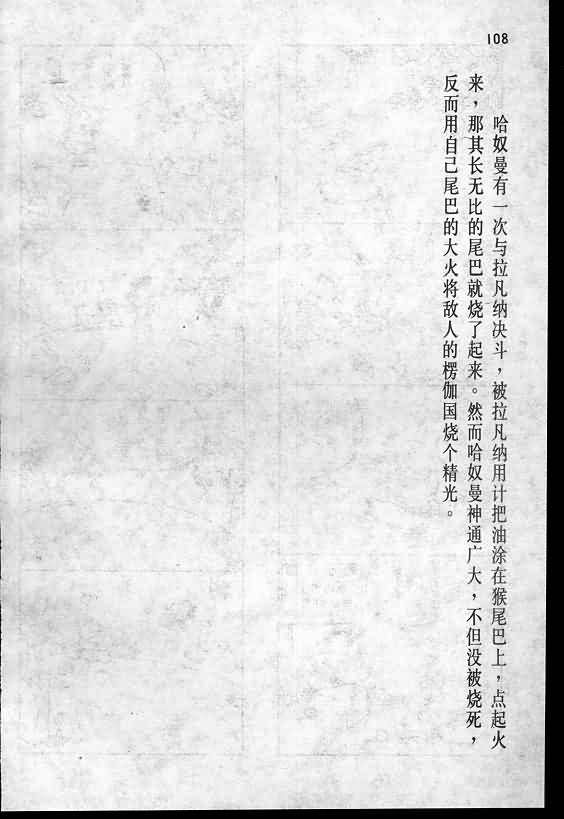 108
哈奴曼有一次与拉凡纳决斗，被拉凡纳用计把油涂在猴尾巴上，点起火
来，那其长无比的尾巴就烧了起来。然而哈奴曼神通广大，不但没被烧死，
反而用自己尾巴的大火将敌人的楞伽国烧个精光。